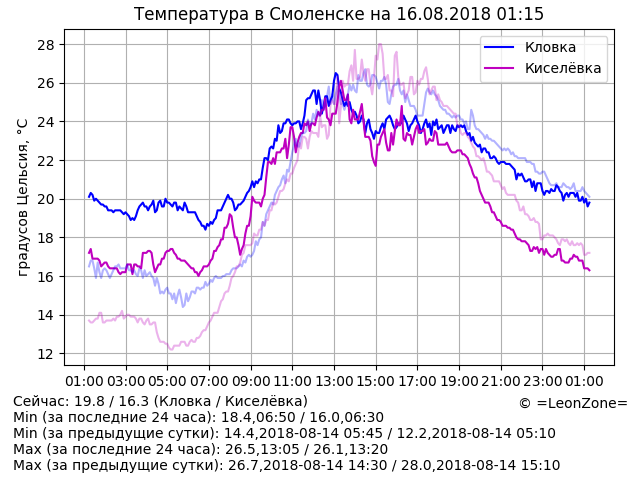 Температура в Смоленске на 16.08.2018 01:15
Кловка
Киселёвка
градусов Цельсия, °C
28
26
24
22
20
18
16
14
12
01:00 03:00 05:00 07:00 09:00 11:00 13:00 15:00 17:00 19:00 21:00 23:00 01:00
Сейчас: 19.8 / 16.3 (Кловка / Киселёвка)
© =LeonZone=
Min (за последние 24 часа): 18.4,06:50 / 16.0,06:30
Min (за предыдущие сутки): 14.4,2018-08-14 05:45 / 12.2,2018-08-14 05:10
Max (за последние 24 часа): 26.5,13:05 / 26.1,13:20
Max (за предыдущие сутки): 26.7,2018-08-14 14:30 / 28.0,2018-08-14 15:10